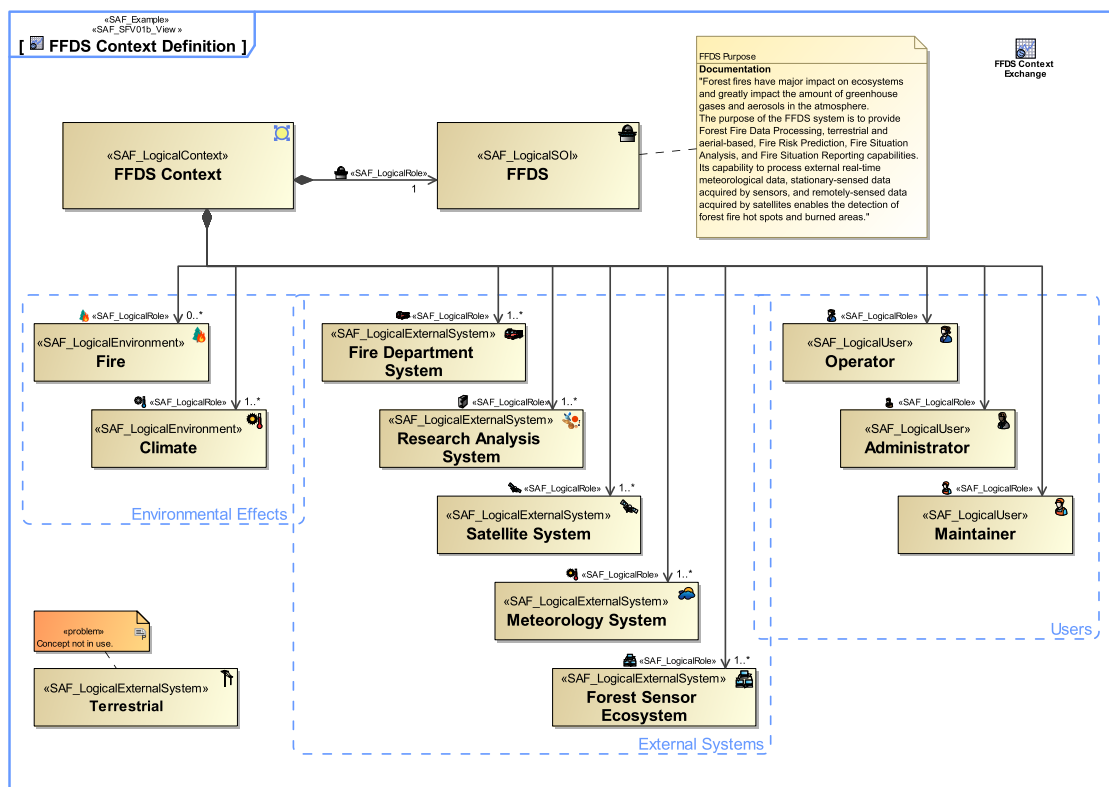 «SAF_Example»
«SAF_SFV01b_View »
[ FFDS Context Definition ]
FFDS Context
Exchange
FFDS Purpose
Documentation
"Forest fires have major impact on ecosystems
and greatly impact the amount of greenhouse
gases and aerosols in the atmosphere.
The purpose of the FFDS system is to provide
Forest Fire Data Processing, terrestrial and
aerial-based, Fire Risk Prediction, Fire Situation
Analysis, and Fire Situation Reporting capabilities.
Its capability to process external real-time
meteorological data, stationary-sensed data
acquired by sensors, and remotely-sensed data
acquired by satellites enables the detection of
forest fire hot spots and burned areas."
«SAF_LogicalContext»
FFDS Context
«SAF_LogicalRole»
1
«SAF_LogicalSOI»
FFDS
«SAF_LogicalRole» 0..*
«SAF_LogicalEnvironment»
Fire
«SAF_LogicalRole» 1..*
«SAF_LogicalEnvironment»
Climate
Environmental Effects
«SAF_LogicalRole» 1..*
«SAF_LogicalExternalSystem»
Fire Department
System
«SAF_LogicalRole» 1..*
«SAF_LogicalExternalSystem»
Research Analysis
System
«SAF_LogicalRole» 1..*
«SAF_LogicalExternalSystem»
Satellite System
«SAF_LogicalRole» 1..*
«SAF_LogicalExternalSystem»
Meteorology System
«SAF_LogicalRole» 1..*
«SAF_LogicalExternalSystem»
Forest Sensor
Ecosystem
External Systems
«SAF_LogicalRole»
«SAF_LogicalUser»
Operator
«SAF_LogicalRole»
«SAF_LogicalUser»
Administrator
«SAF_LogicalRole»
«SAF_LogicalUser»
Maintainer
Users
«problem»
Concept not in use.
«SAF_LogicalExternalSystem»
Terrestrial